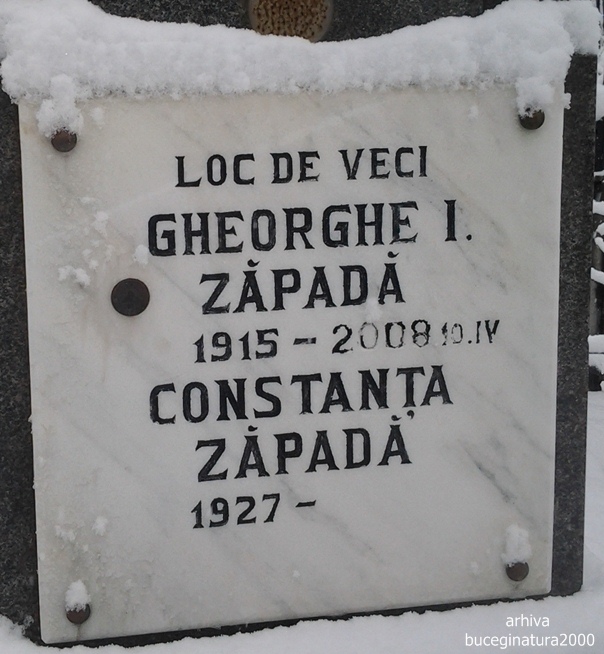 LOC DE VECI
GHEORGHE I.
ZĂPADĂ
1915 - 2008 10.IV
CONSTANȚA
ZĂPADĂ
1927 -
arhiva
buceginatura2000